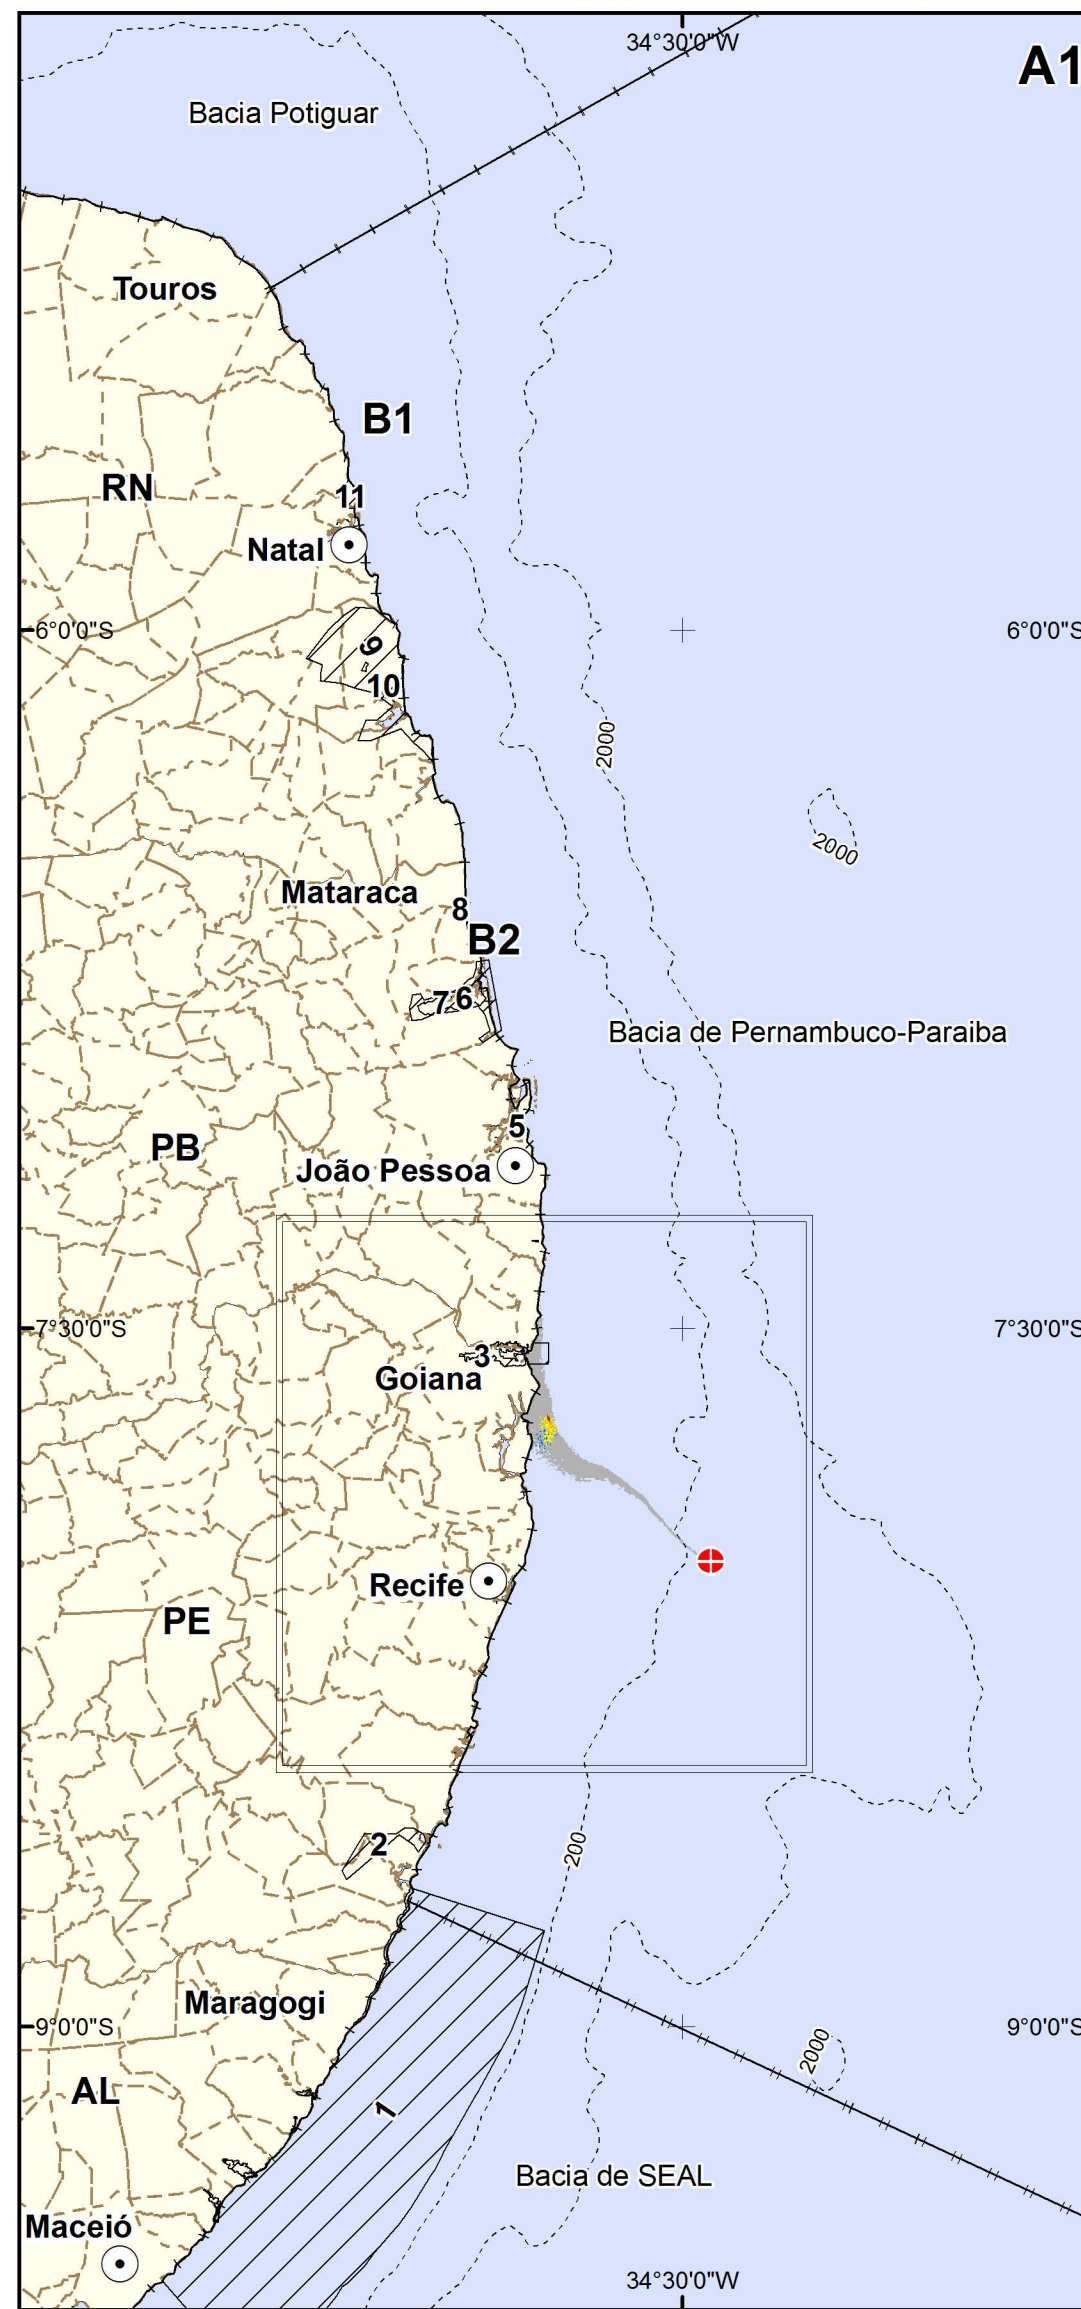 34°30'0"W
A1
Bacia Potiguar
Touros
B1
RN
11
Natal
6°0'0"S
6°0'0"S
9
10
2000
2000
Mataraca
8
B2
7
6
Bacia de Pernambuco-Paraiba
5
PB
João Pessoa
7°30'0"S
7°30'0"S
3
Goiana
Recife
PE
2
200
Maragogi
9°0'0"S
9°0'0"S
2000
AL
1
Bacia de SEAL
Maceió
34°30'0"W